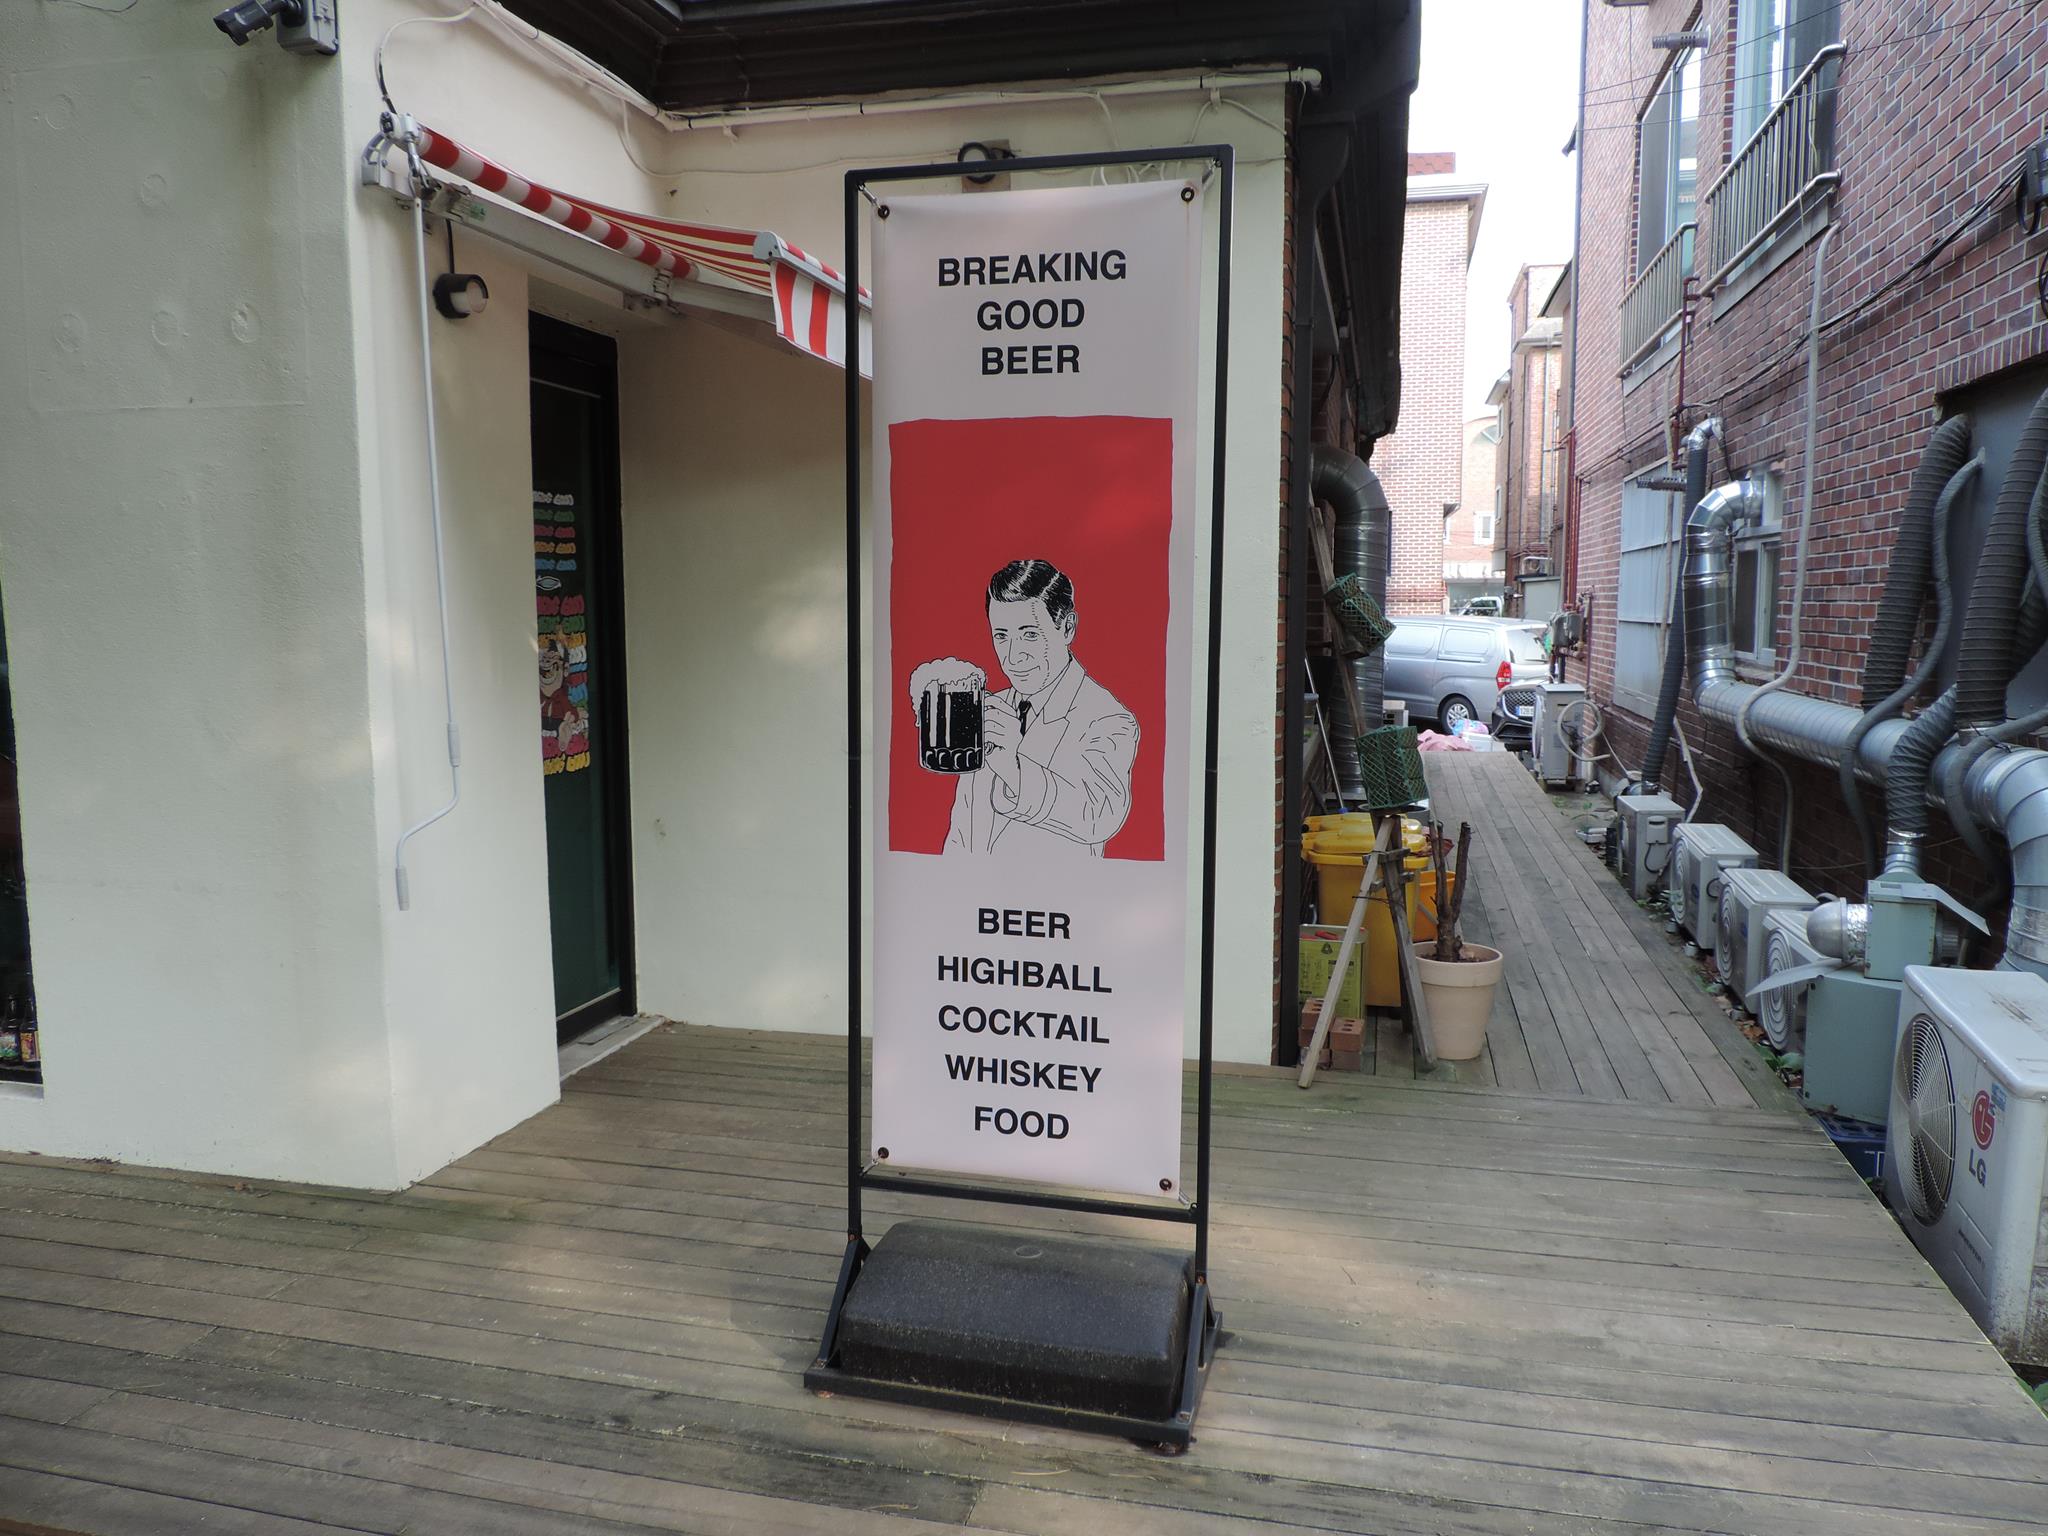 BREAKING
GOOD
BEER
BEER
HIGHBALL
COCKTAIL
WHISKEY
FOOD
LG